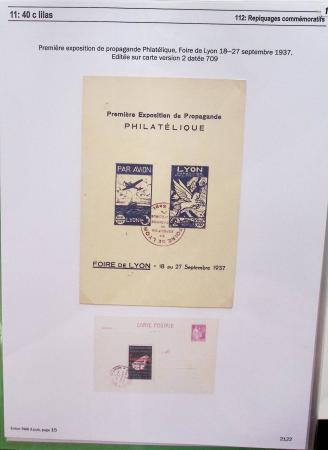 11: 40 c lilas
112: Repiquages commémoratifs
Première exposition de propagande Philatélique, Foire de Lyon 18–27 septembre 1937.
Editée sur carte version 2 datée 709
Première Exposition de Propagande
PHILATÉLIQUE
PAR AVION
LYON
LYON
FOIRE DE LYON - 18 au 27 Septembre 1937
CARTE POSTALE
2122